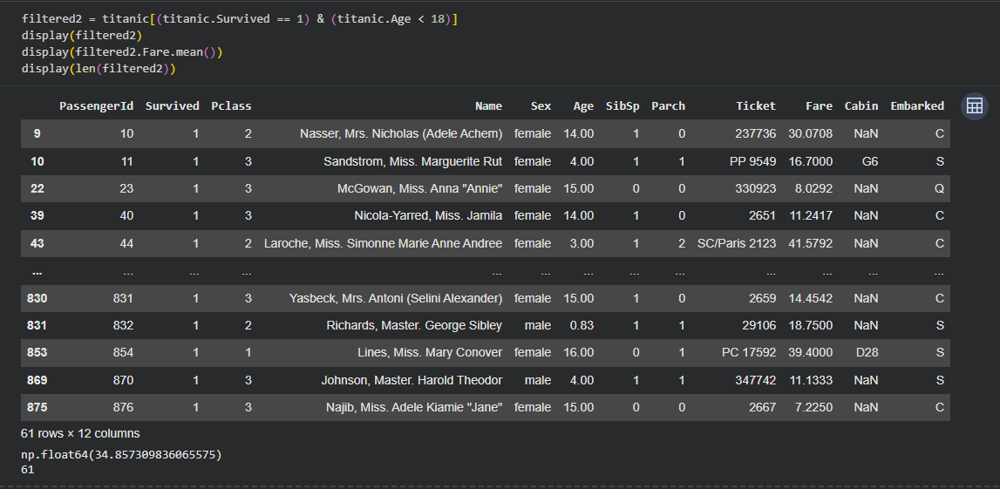 filtered2 = titanic[(titanic.Survived == 1) & (titanic.Age < 18)]
display(filtered2)
display(filtered2.Fare.mean())
display(len(filtered2))
PassengerId Survived Pclass Name Sex Age SibSp Parch Ticket Fare Cabin Embarked
9 10 1 2 Nasser, Mrs. Nicholas (Adele Achem) female 14.00 1 0 237736 30.0708 NaN C
10 11 1 3 Sandstrom, Miss. Marguerite Rut female 4.00 1 1 PP 9549 16.7000 G6 S
22 23 1 3 McGowan, Miss. Anna "Annie" female 15.00 0 0 330923 8.0292 NaN Q
39 40 1 3 Nicola-Yarred, Miss. Jamila female 14.00 1 0 2651 11.2417 NaN C
43 44 1 2 Laroche, Miss. Simonne Marie Anne Andree female 3.00 1 2 SC/Paris 2123 41.5792 NaN C
... ... ... ... ... ... ... ... ... ... ... ... ...
830 831 1 3 Yasbeck, Mrs. Antoni (Selini Alexander) female 15.00 1 0 2659 14.4542 NaN C
831 832 1 2 Richards, Master. George Sibley male 0.83 1 1 29106 18.7500 NaN S
853 854 1 1 Lines, Miss. Mary Conover female 16.00 0 1 PC 17592 39.4000 D28 S
869 870 1 3 Johnson, Master. Harold Theodor male 4.00 1 1 347742 11.1333 NaN S
875 876 1 3 Najib, Miss. Adele Kiamie "Jane" female 15.00 0 0 2667 7.2250 NaN C
61 rows × 12 columns
np.float64(34.857309836065575)
61